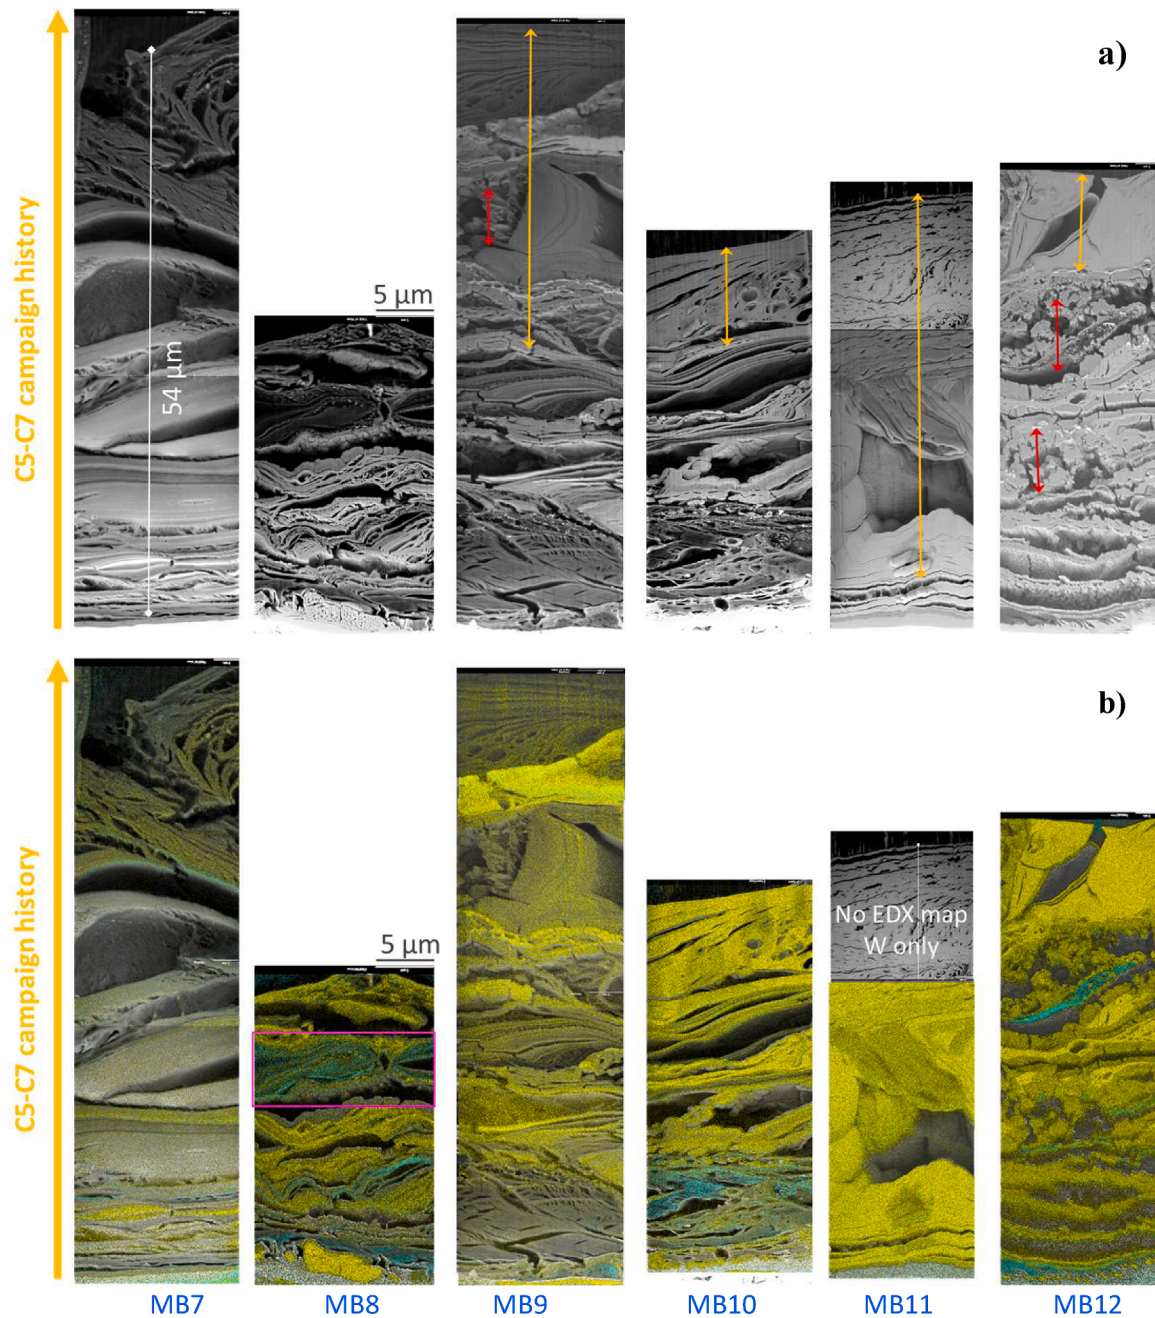 a)
C5-C7 campaign history
54 µm
5 µm
b)
C5-C7 campaign history
5 µm
No EDX map
W only
MB7
MB8
MB9
MB10
MB11
MB12